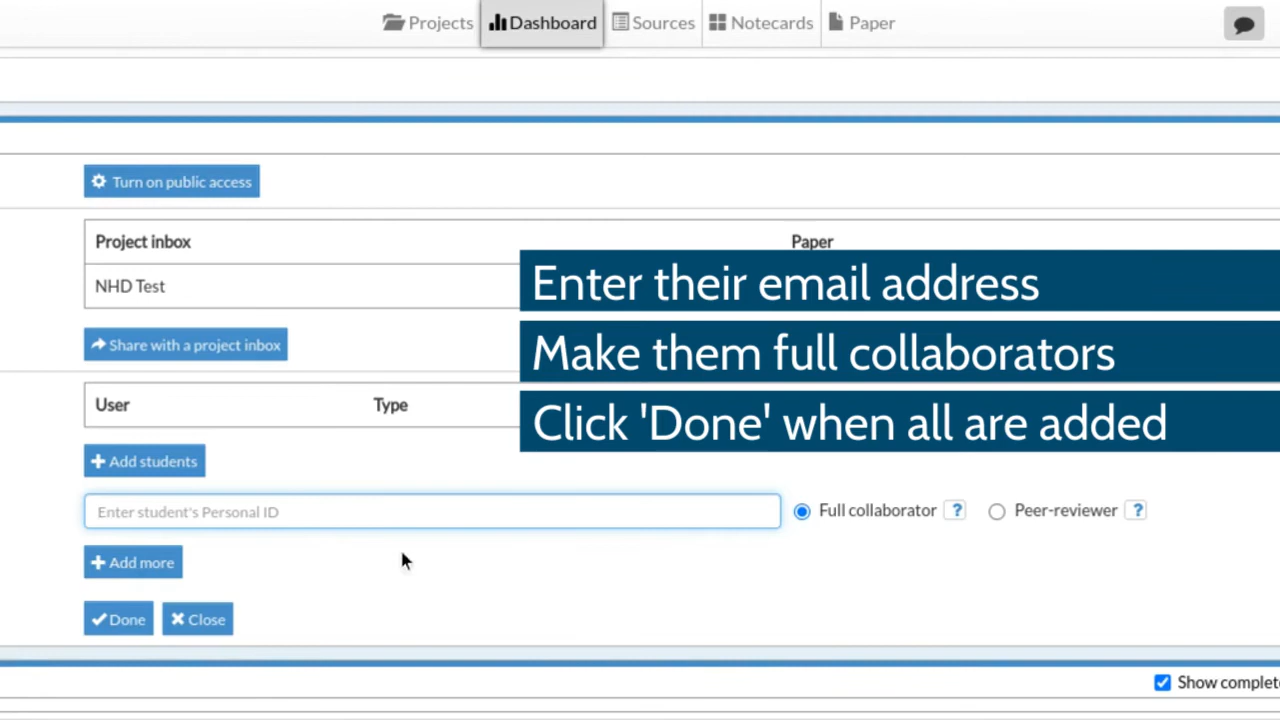 Projects Dashboard Sources Notecards Paper
Turn on public access
Project inbox Paper
NHD Test
Enter their email address
Share with a project inbox
Make them full collaborators
User Type
Click 'Done' when all are added
Add students
Enter student's Personal ID Full collaborator ? Peer-reviewer ?
Add more
Done Close
Show complet